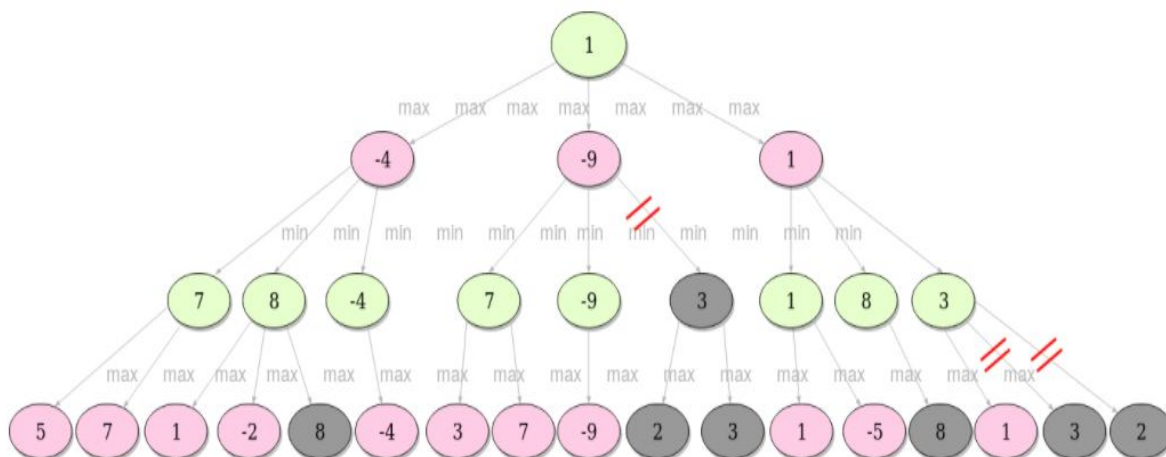 1
max max max max max max max
-4 -9 1
min min min min min min min min min min min min
7 8 -4 7 -9 3 1 8 3
max max max max max max max max max max max max max max max max max max
5 7 1 -2 8 -4 3 7 -9 2 3 1 -5 8 1 3 2